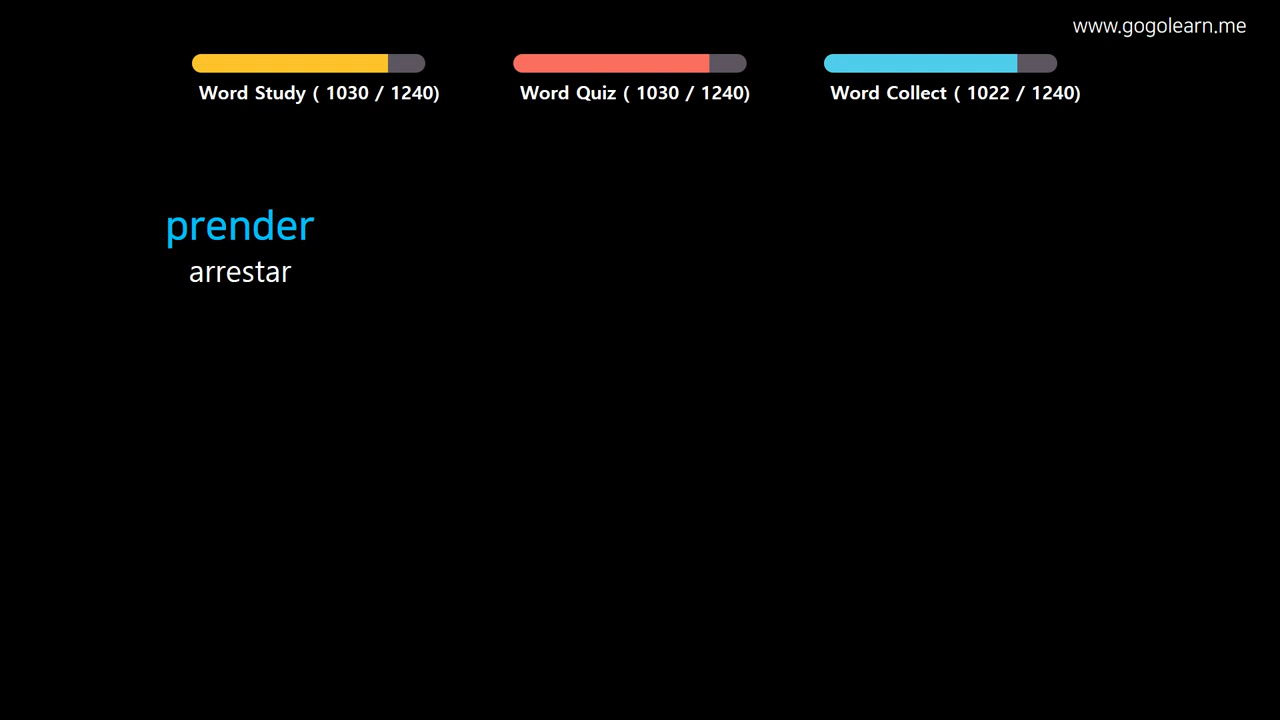 www.gogolearn.me
Word Study ( 1030 / 1240)
Word Quiz ( 1030 / 1240)
Word Collect ( 1022 / 1240)
prender
arrestar